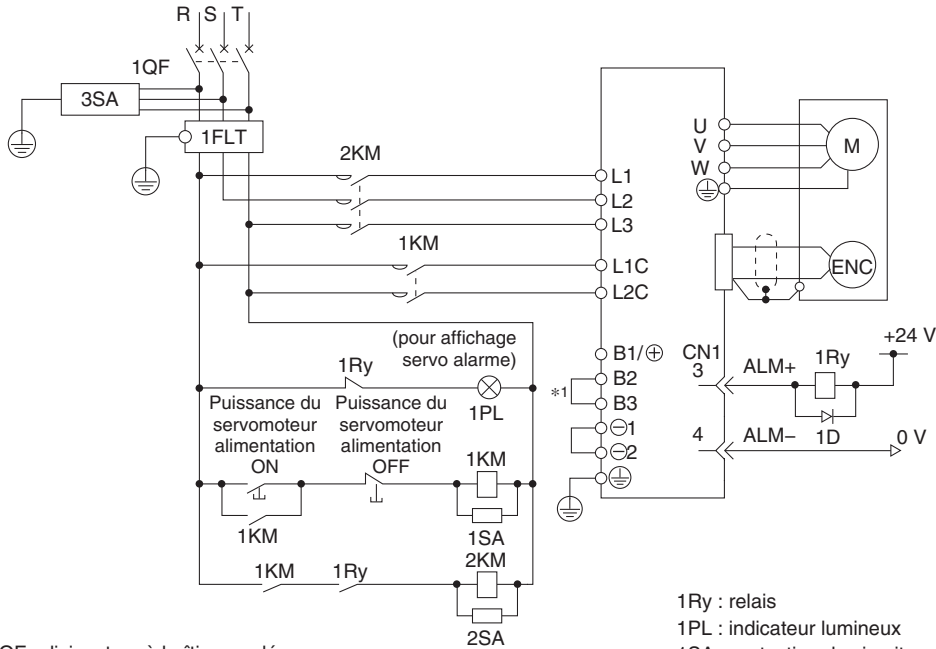 R S T
1QF
3SA
1FLT
2KM
L1
L2
L3
1KM
L1C
L2C
U
V
W
M
ENC
(pour affichage
servo alarme)
1Ry
1PL
B1/⊕
B2
*1
B3
⊖1
⊖2
CN1
3
ALM+
1Ry
+24 V
1D
4
ALM–
0 V
Puissance du
servomoteur
alimentation
ON
Puissance du
servomoteur
alimentation
OFF
1KM
1KM
1SA
1KM
1Ry
2KM
2SA
1Ry : relais
1PL : indicateur lumineux